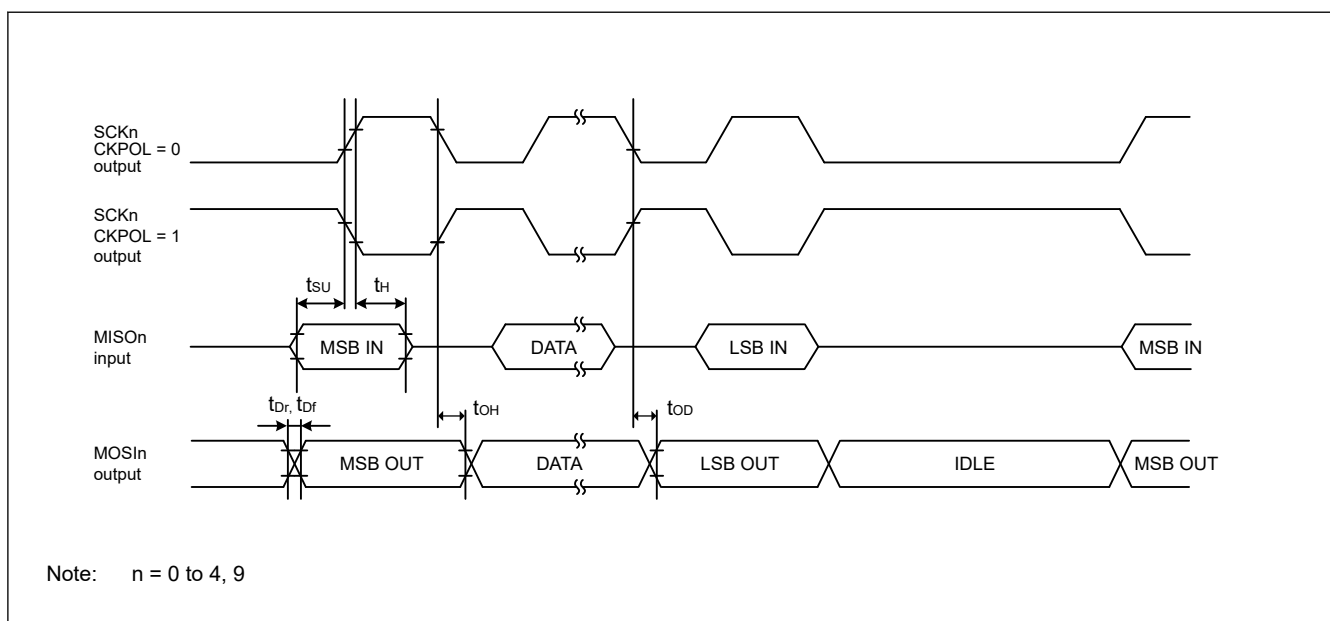 SCKn
CKPOL = 0
output
SCKn
CKPOL = 1
output
tSU
tH
MISOn
input
MSB IN
DATA
LSB IN
MSB IN
tDr, tDf
tOH
tOD
MOSIn
output
MSB OUT
DATA
LSB OUT
IDLE
MSB OUT
Note: n = 0 to 4, 9